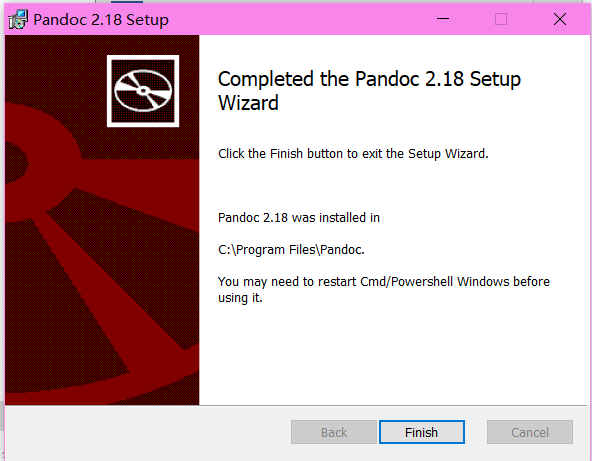 Pandoc 2.18 Setup
Completed the Pandoc 2.18 Setup
Wizard
Click the Finish button to exit the Setup Wizard.
Pandoc 2.18 was installed in
C:\Program Files\Pandoc.
You may need to restart Cmd/Powershell Windows before
using it.
Back
Finish
Cancel